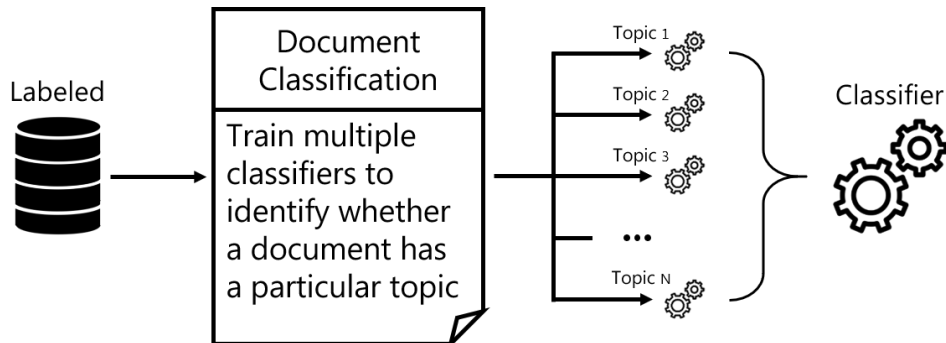 Labeled
Document
Classification
Train multiple
classifiers to
identify whether
a document has
a particular topic
Topic 1
Topic 2
Topic 3
...
Topic N
Classifier